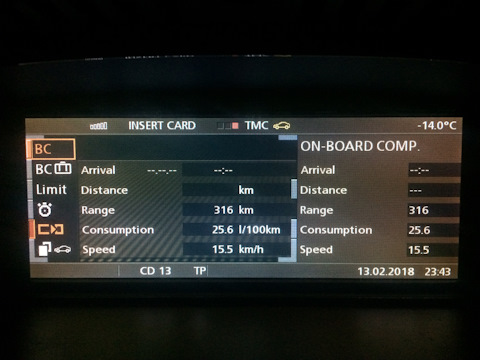 INSERT CARD TMC -14.0°C
BC ON-BOARD COMP.
BC Arrival --.--.-- --:-- Arrival --:--
Limit Distance km Distance ---
Range 316 km Range 316
Consumption 25.6 l/100km Consumption 25.6
Speed 15.5 km/h Speed 15.5
CD 13 TP 13.02.2018 23:43